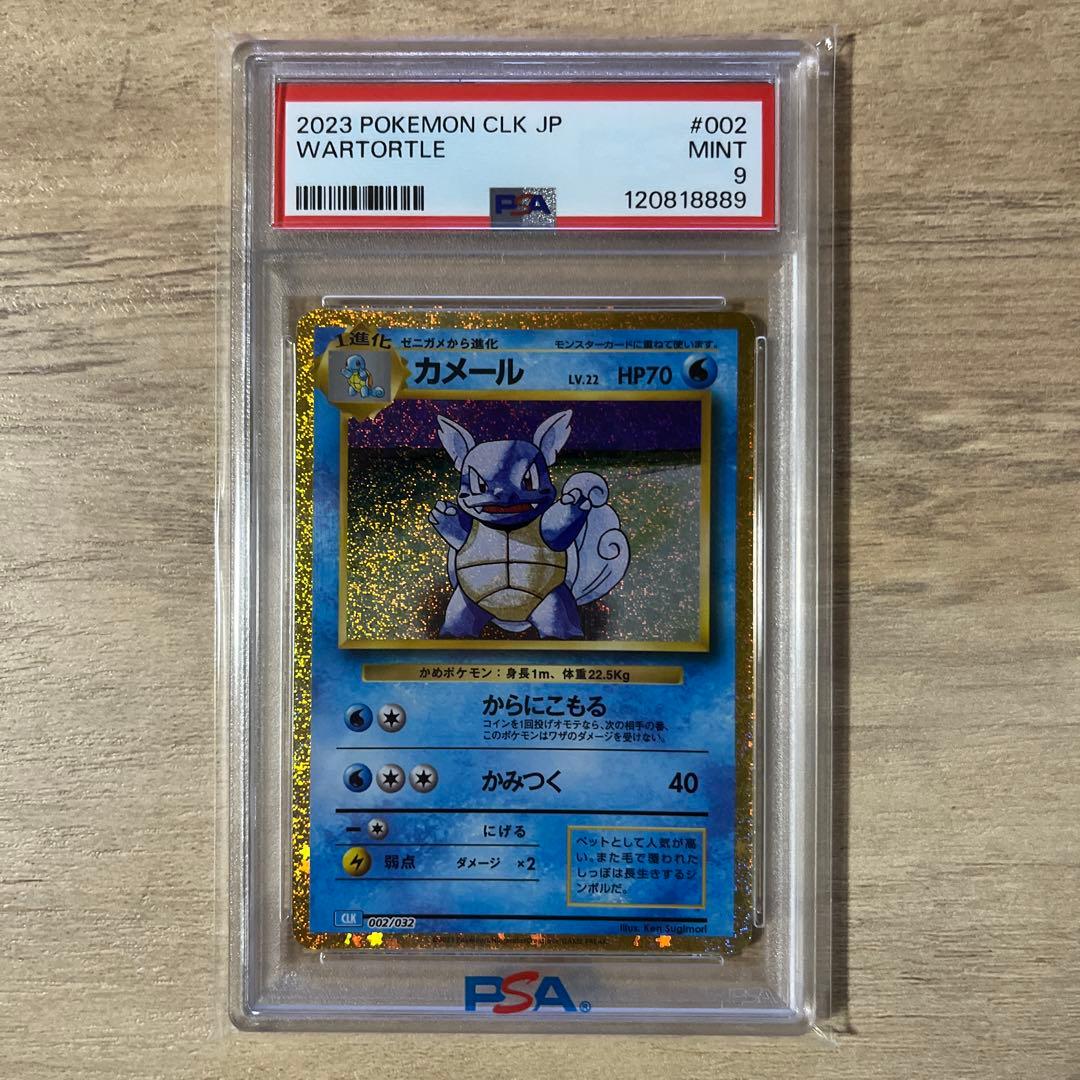 2023 POKEMON CLK JP #002
WARTORTLE MINT
9
PSA 120818889
1進化 ゼニガメから進化 モンスターカードに重ねて使います。
カメール LV.22 HP70
かめポケモン：身長1m、体重22.5Kg
からにこもる
コインを1回投げオモテなら、次の相手の番、
このポケモンはワザのダメージを受けない。
かみつく 40
にげる
弱点 ダメージ ×2
ペットとして人気が高
い。また毛で覆われた
しっぽは長生きするシ
ンボルだ。
CLK 002/032
Illus. Ken Sugimori
PSA®
PSA